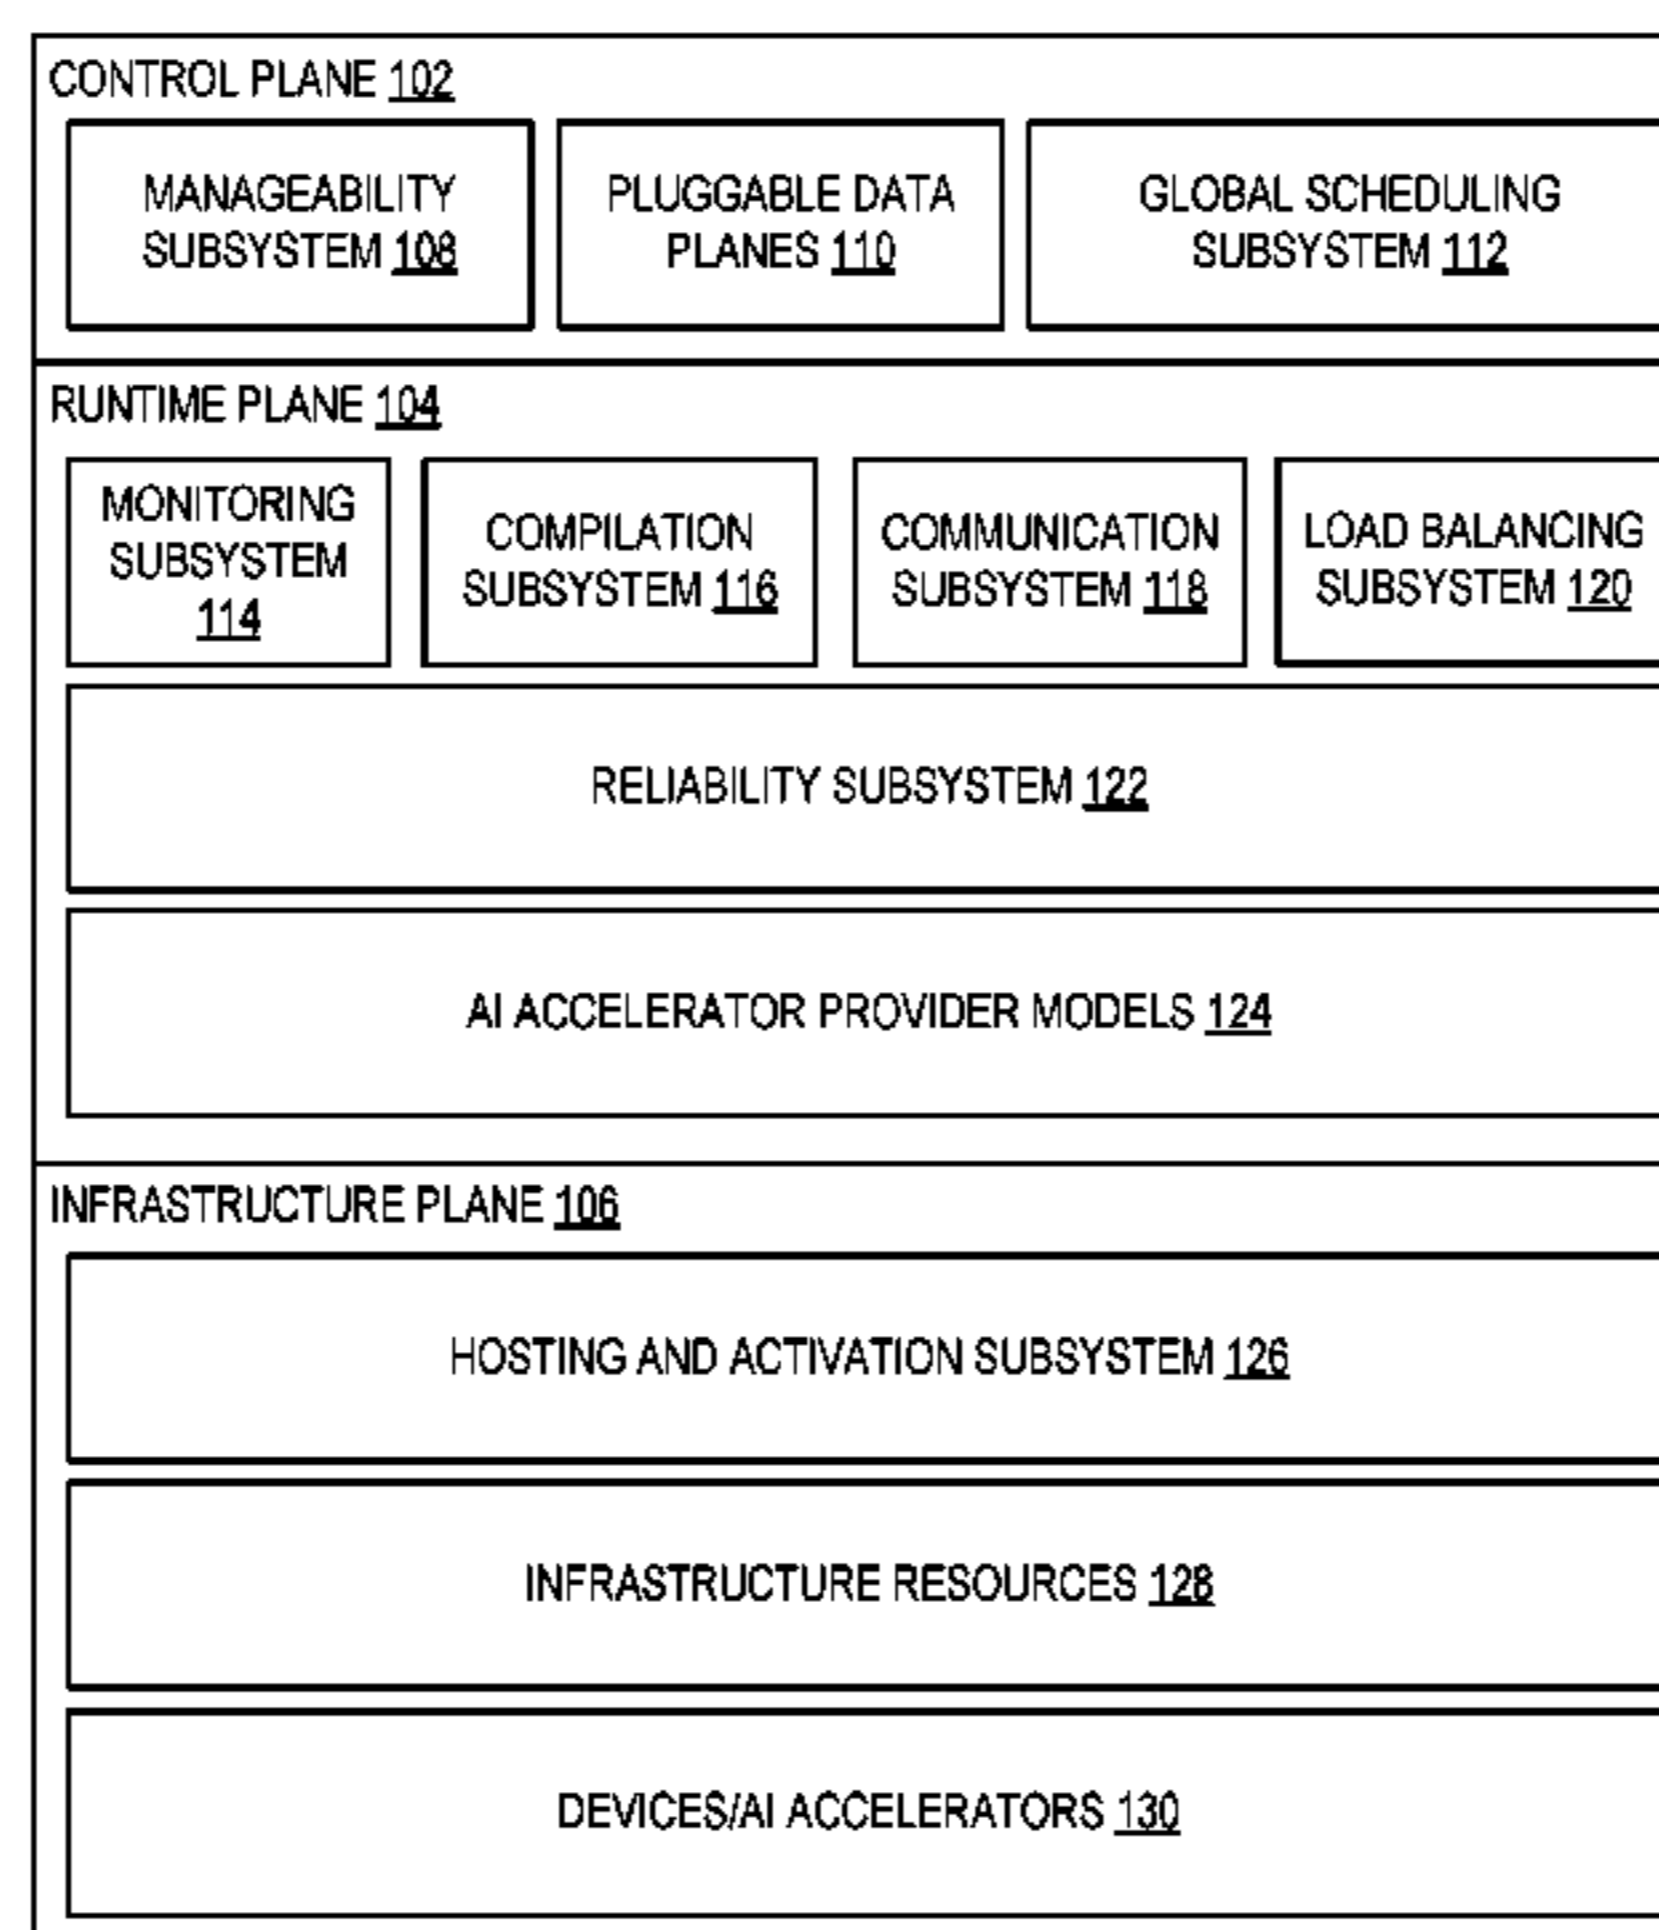 CONTROL PLANE 102
MANAGEABILITY
SUBSYSTEM 108
PLUGGABLE DATA
PLANES 110
GLOBAL SCHEDULING
SUBSYSTEM 112
RUNTIME PLANE 104
MONITORING
SUBSYSTEM
114
COMPILATION
SUBSYSTEM 116
COMMUNICATION
SUBSYSTEM 118
LOAD BALANCING
SUBSYSTEM 120
RELIABILITY SUBSYSTEM 122
AI ACCELERATOR PROVIDER MODELS 124
INFRASTRUCTURE PLANE 106
HOSTING AND ACTIVATION SUBSYSTEM 126
INFRASTRUCTURE RESOURCES 128
DEVICES/AI ACCELERATORS 130